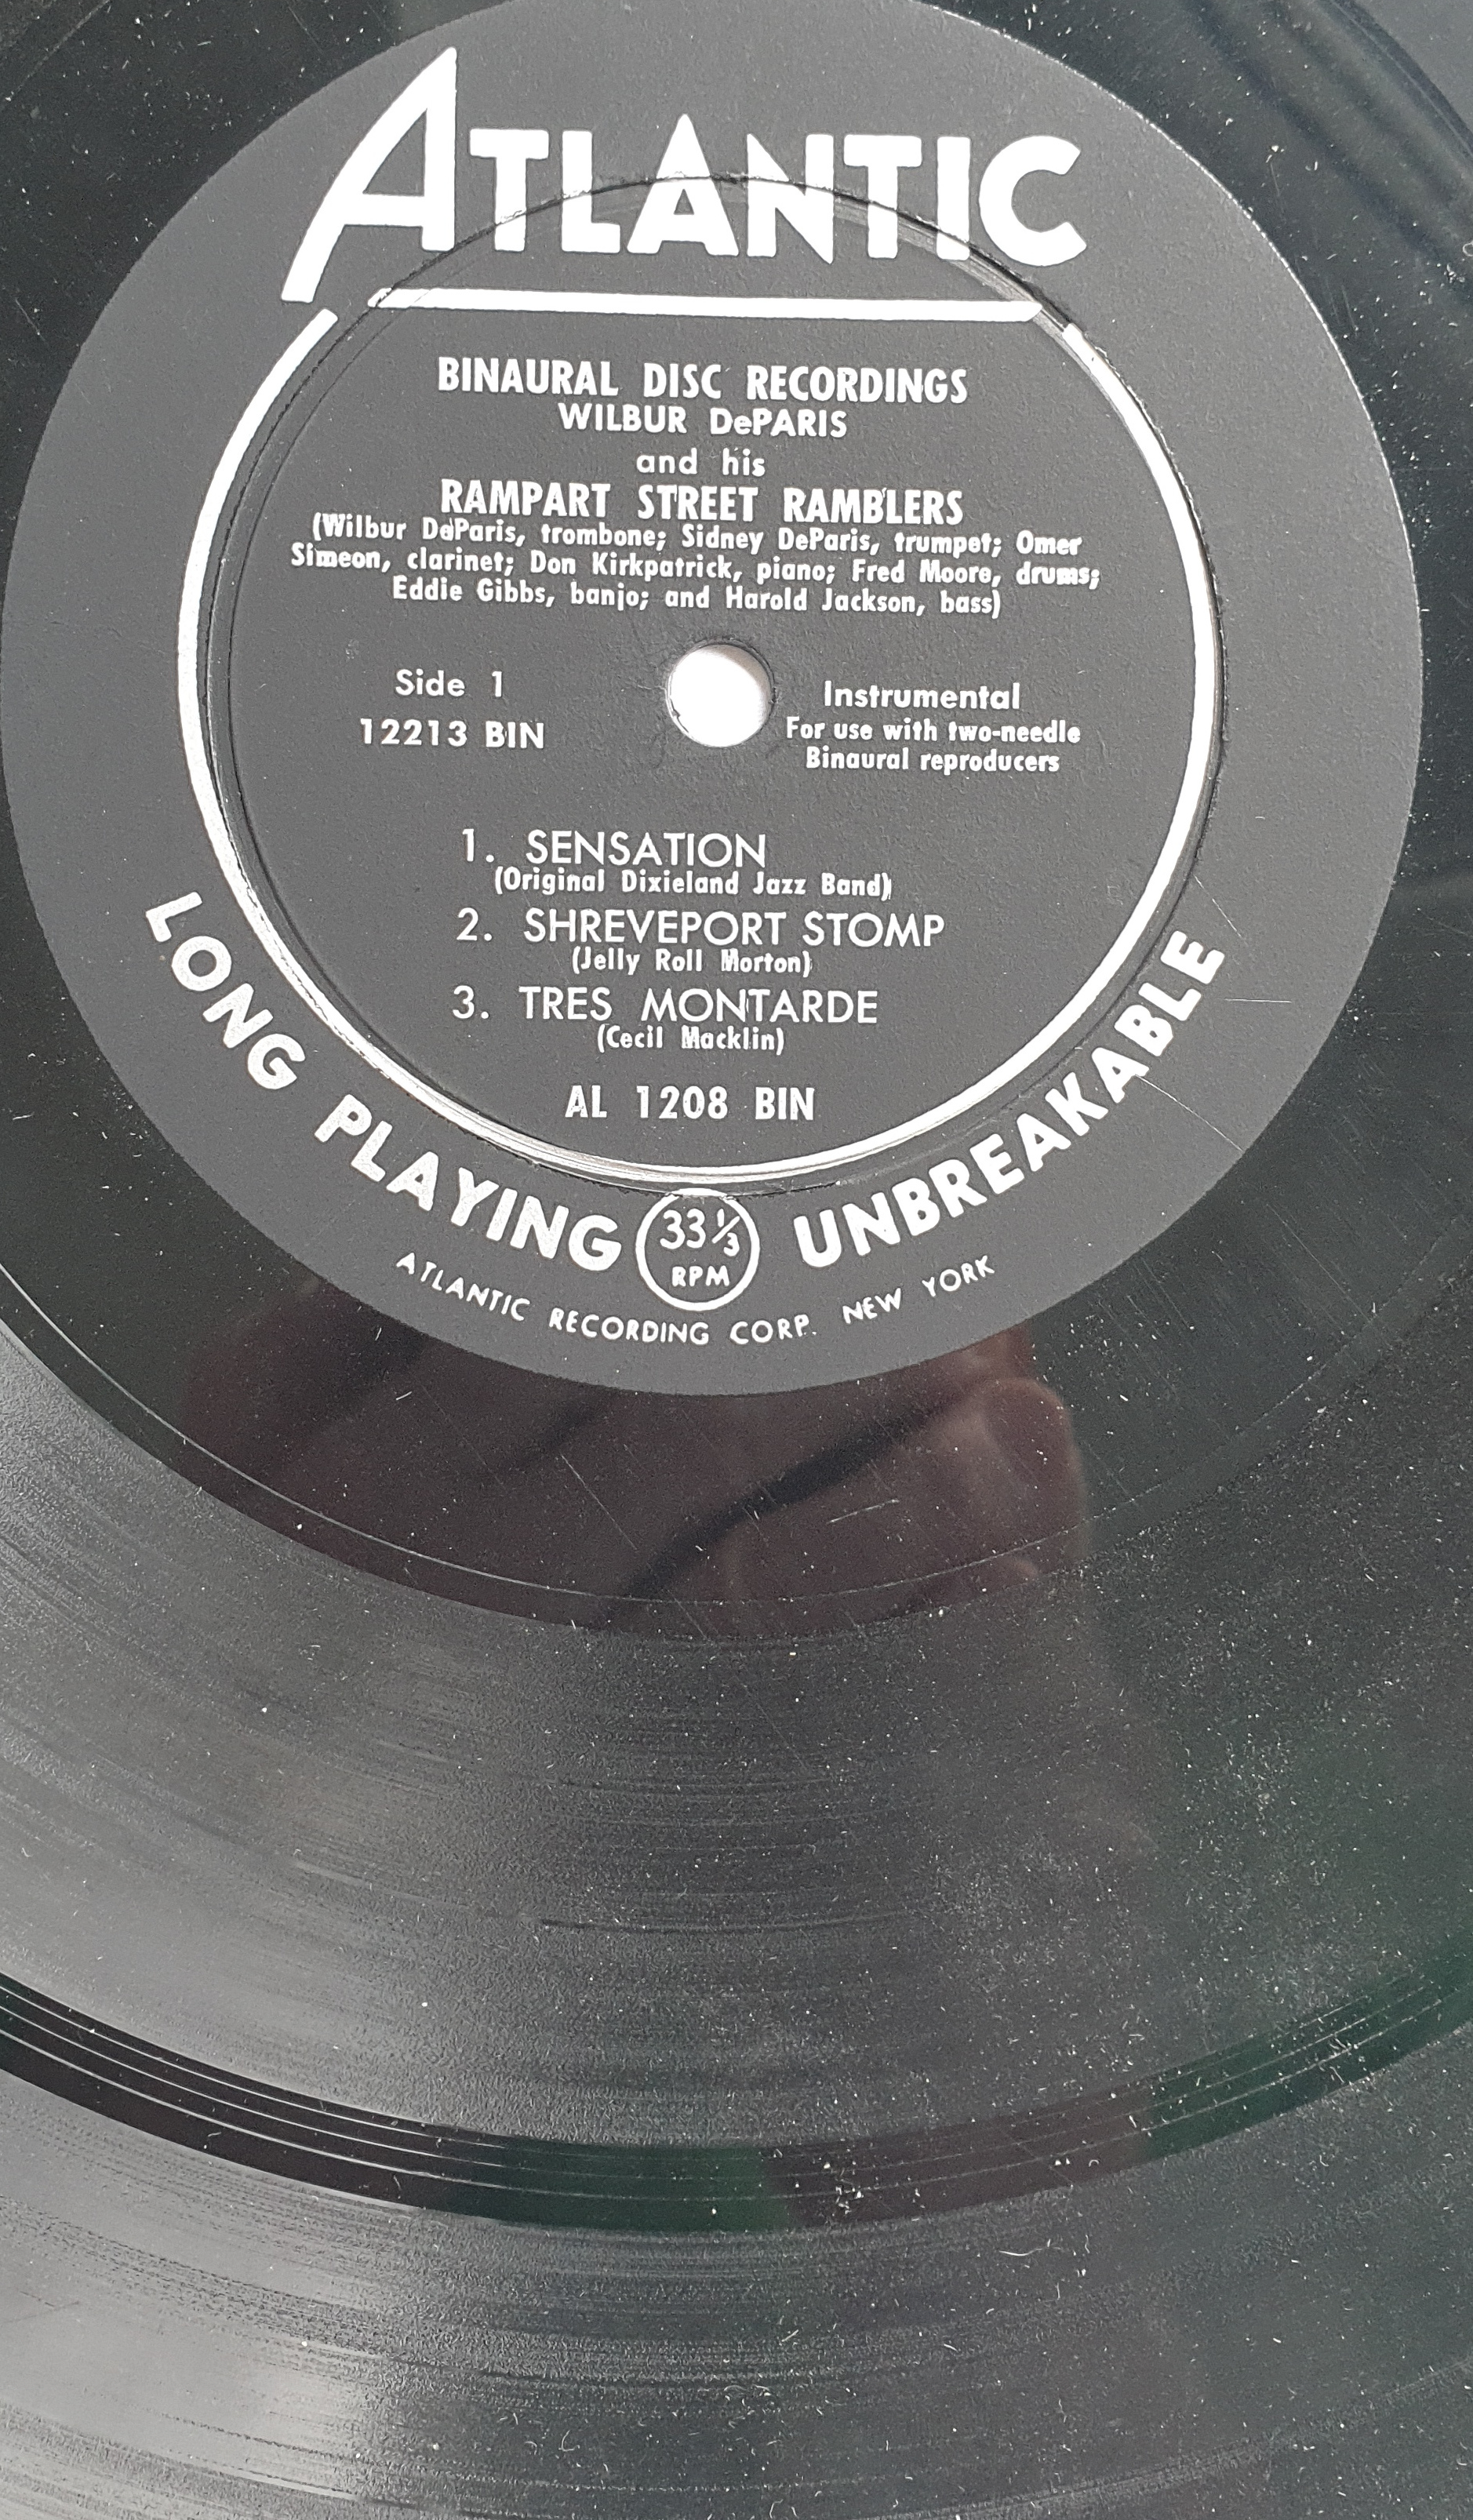 ATLANTIC
BINAURAL DISC RECORDINGS
WILBUR DePARIS
and his
RAMPART STREET RAMBLERS
(Wilbur DeParis, trombone; Sidney DeParis, trumpet; Omer
Simeon, clarinet; Don Kirkpatrick, piano; Fred Moore, drums;
Eddie Gibbs, banjo; and Harold Jackson, bass)
Side 1
12213 BIN
Instrumental
For use with two-needle
Binaural reproducers
1. SENSATION
(Original Dixieland Jazz Band)
2. SHREVEPORT STOMP
(Jelly Roll Morton)
3. TRES MONTARDE
(Cecil Macklin)
AL 1208 BIN
LONG PLAYING 33⅓ RPM UNBREAKABLE
ATLANTIC RECORDING CORP. NEW YORK